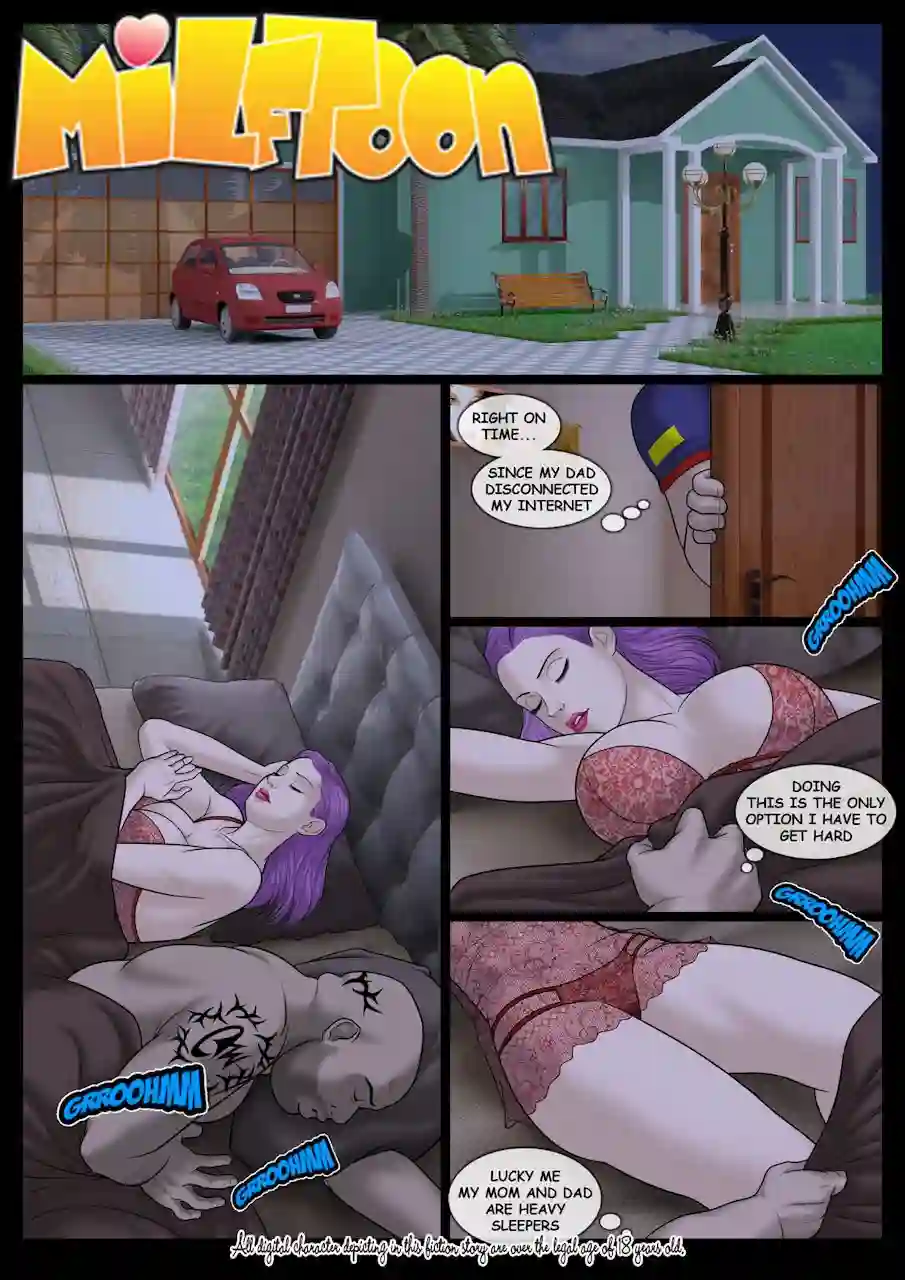 MILFTOON
RIGHT ON
TIME...
SINCE MY DAD
DISCONNECTED
MY INTERNET
GRROOHMM
DOING
THIS IS THE ONLY
OPTION I HAVE TO
GET HARD
GRROOHMM
GRROOHMM
GRROOHMM
LUCKY ME
MY MOM AND DAD
ARE HEAVY
SLEEPERS
All digital character depicting in this fiction story are over the legal age of 18 years old.